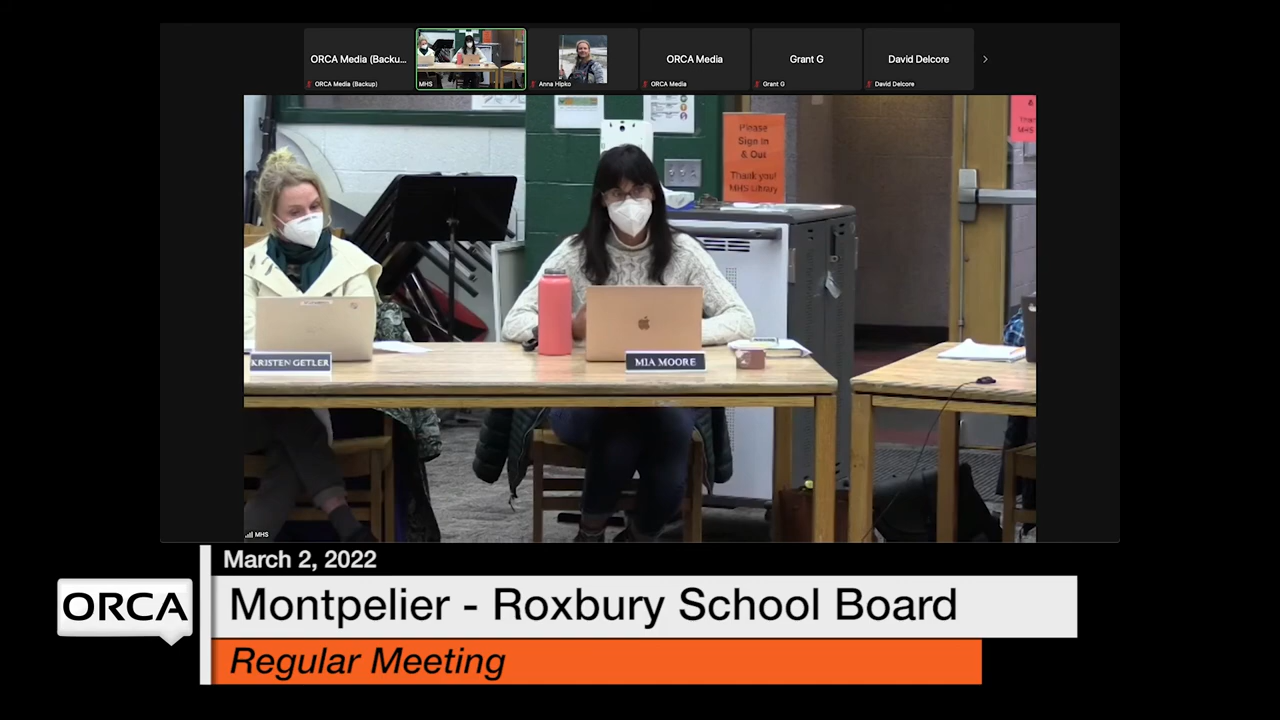 ORCA Media (Backu...
ORCA Media
Grant G
David Delcore
ORCA Media (Backup)
MHS
Anna Hipko
ORCA Media
Grant G
David Delcore
Please
Sign in
& Out
Thank you!
MHS Library
&
MHS
KRISTEN GETLER
MIA MOORE
MHS
March 2, 2022
ORCA
Montpelier - Roxbury School Board
Regular Meeting